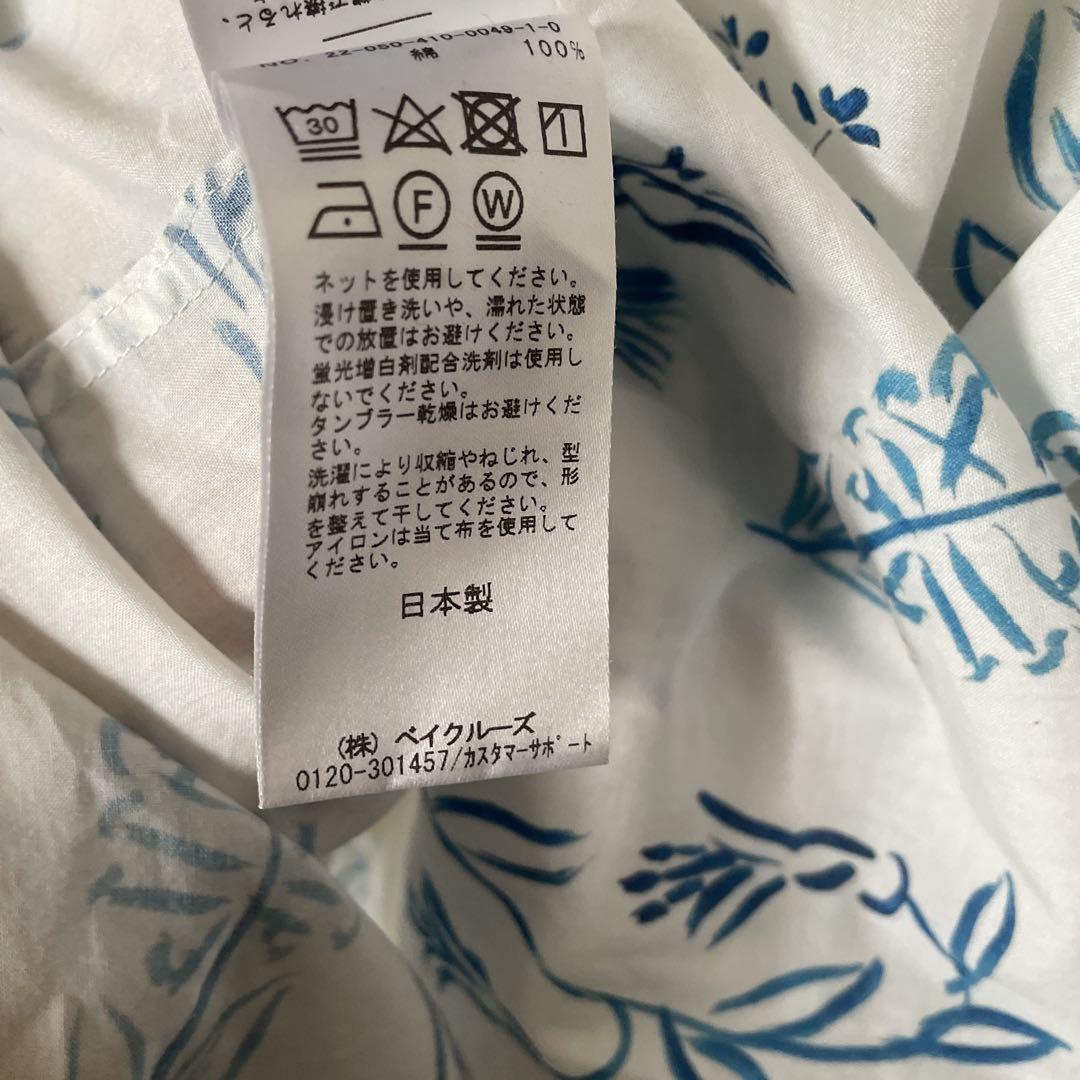 で擦れると、
NO. 22-050-410-0049-1-0
綿 100%
30
F W
ネットを使用してください。
浸け置き洗いや、濡れた状態
での放置はお避けください。
蛍光増白剤配合洗剤は使用し
ないでください。
タンブラー乾燥はお避けくだ
さい。
洗濯により収縮やねじれ、型
崩れすることがあるので、形
を整えて干してください。
アイロンは当て布を使用して
ください。
日本製
(株) ベイクルーズ
0120-301457/カスタマーサポート